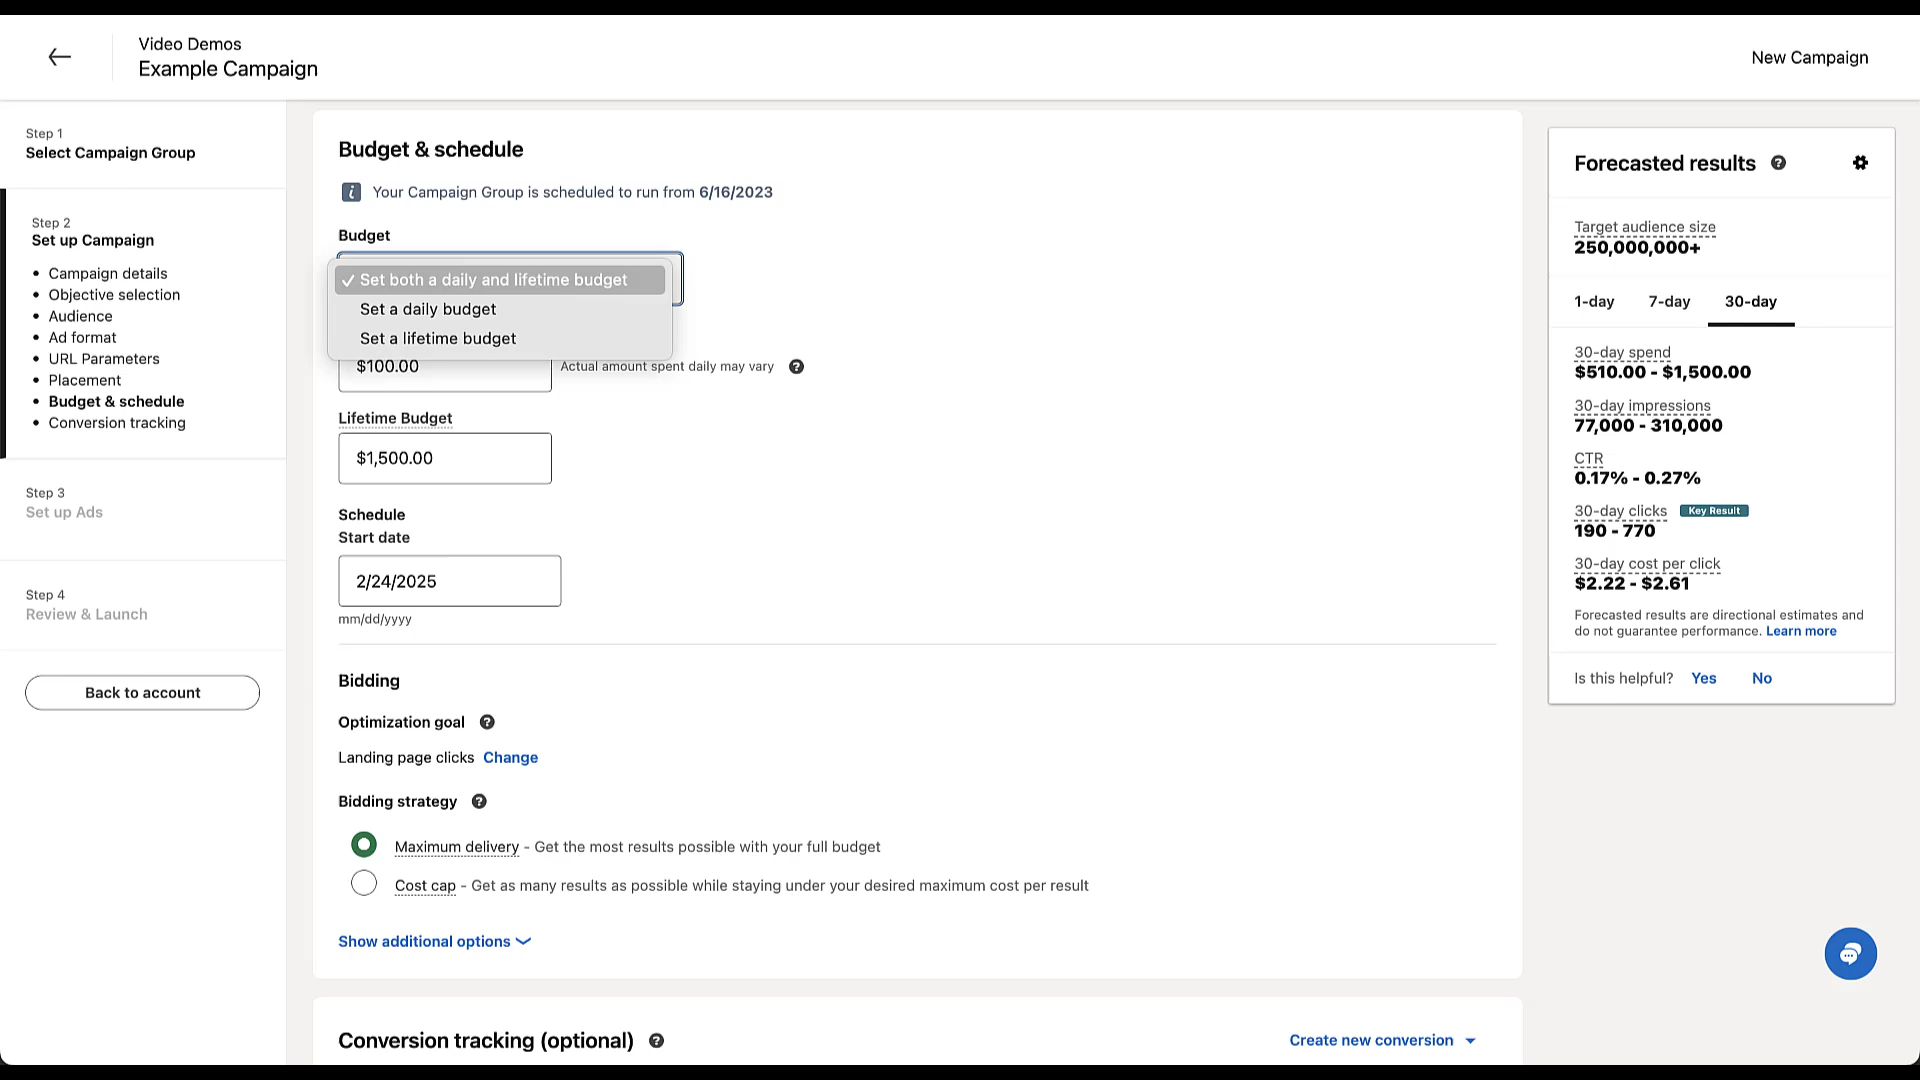 Video Demos
Example Campaign
New Campaign
Step 1
Select Campaign Group
Step 2
Set up Campaign
Campaign details
Objective selection
Audience
Ad format
URL Parameters
Placement
Budget & schedule
Conversion tracking
Step 3
Set up Ads
Step 4
Review & Launch
Back to account
Budget & schedule
Your Campaign Group is scheduled to run from 6/16/2023
Budget
✓ Set both a daily and lifetime budget
Set a daily budget
Set a lifetime budget
$100.00 Actual amount spent daily may vary
Lifetime Budget
$1,500.00
Schedule
Start date
2/24/2025
mm/dd/yyyy
Bidding
Optimization goal
Landing page clicks Change
Bidding strategy
Maximum delivery - Get the most results possible with your full budget
Cost cap - Get as many results as possible while staying under your desired maximum cost per result
Show additional options
Conversion tracking (optional)
Create new conversion
Forecasted results
Target audience size
250,000,000+
1-day 7-day 30-day
30-day spend
$510.00 - $1,500.00
30-day impressions
77,000 - 310,000
CTR
0.17% - 0.27%
30-day clicks Key Result
190 - 770
30-day cost per click
$2.22 - $2.61
Forecasted results are directional estimates and
do not guarantee performance. Learn more
Is this helpful? Yes No